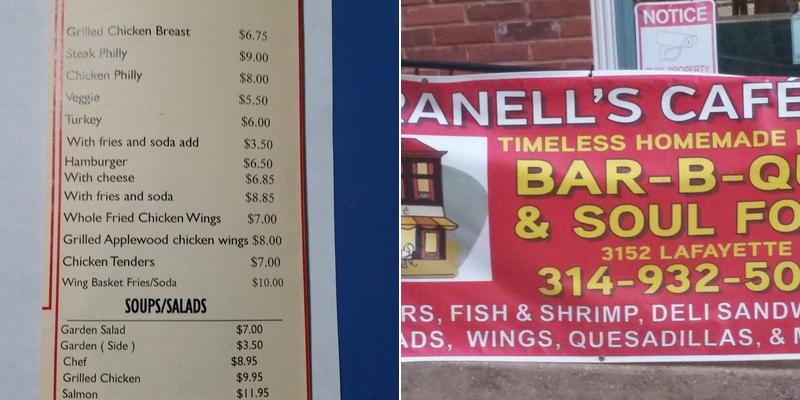 Grilled Chicken Breast $6.75
Steak Philly $9.00
Chicken Philly $8.00
Veggie $5.50
Turkey $6.00
With fries and soda add $3.50
Hamburger $6.50
With cheese $6.85
With fries and soda $8.85
Whole Fried Chicken Wings $7.00
Grilled Applewood chicken wings $8.00
Chicken Tenders $7.00
Wing Basket Fries/Soda $10.00
SOUPS/SALADS
Garden Salad $7.00
Garden ( Side ) $3.50
Chef $8.95
Grilled Chicken $9.95
Salmon $11.95
NOTICE
THIS PROPERTY
RANELL'S CAFÉ
TIMELESS HOMEMADE
BAR-B-QU
& SOUL FO
3152 LAFAYETTE
314-932-50
RS, FISH & SHRIMP, DELI SANDW
ADS, WINGS, QUESADILLAS, & M